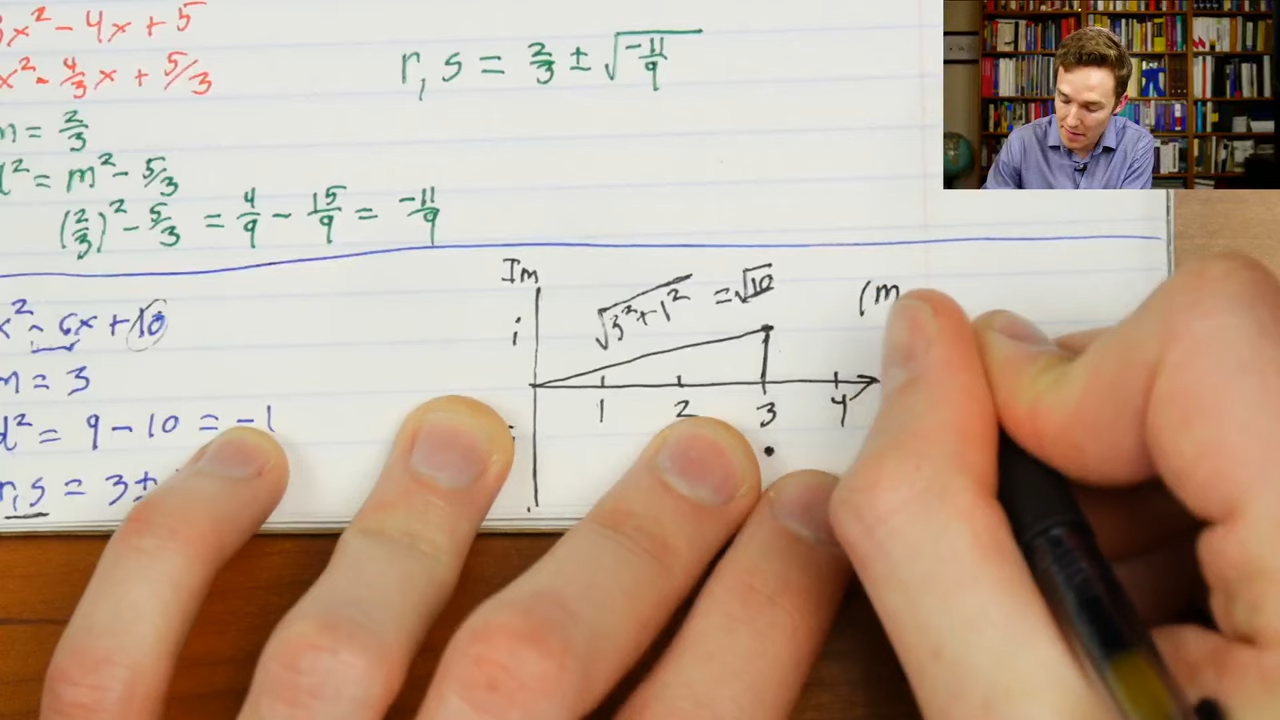 3x² - 4x + 5
x² - 4/3 x + 5/3
m = 2/3
d² = m² - 5/3
(2/3)² - 5/3 = 4/9 - 15/9 = -11/9
r, s = 2/3 ± √(-11/9)
x² - 6x + 10
m = 3
d² = 9 - 10 = -1
r, s = 3 ±
Im
i
√(3² + 1²) = √10
1 2 3 4
(m